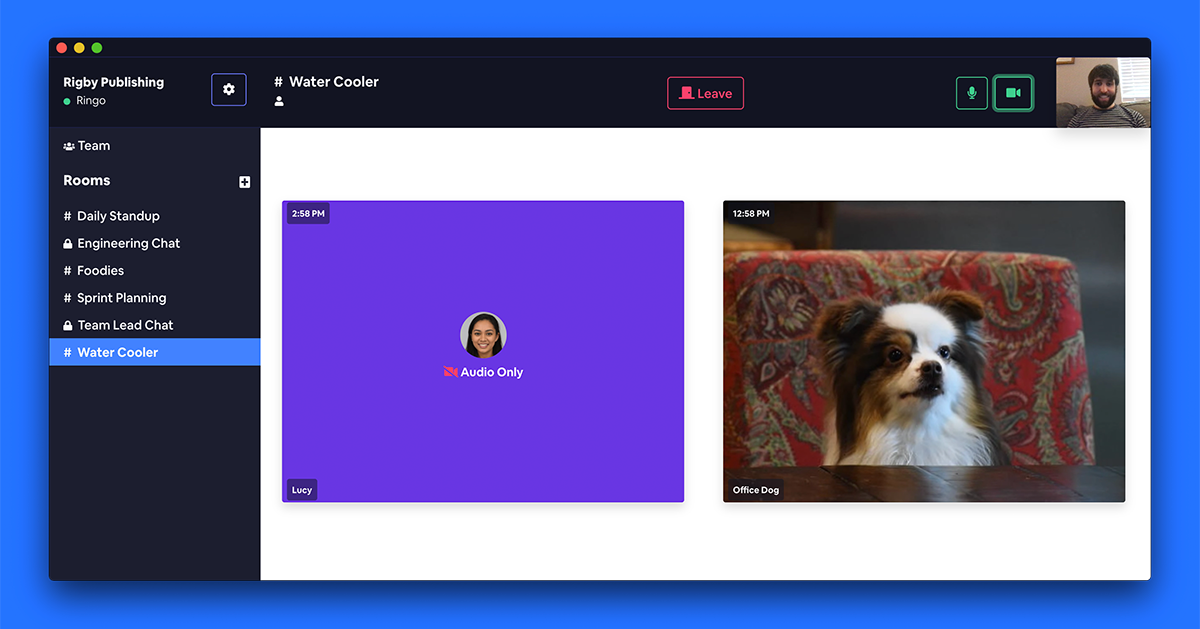 Rigby Publishing
Ringo
# Water Cooler
Leave
Team
Rooms
# Daily Standup
Engineering Chat
# Foodies
# Sprint Planning
Team Lead Chat
# Water Cooler
2:58 PM
Audio Only
Lucy
12:58 PM
Office Dog